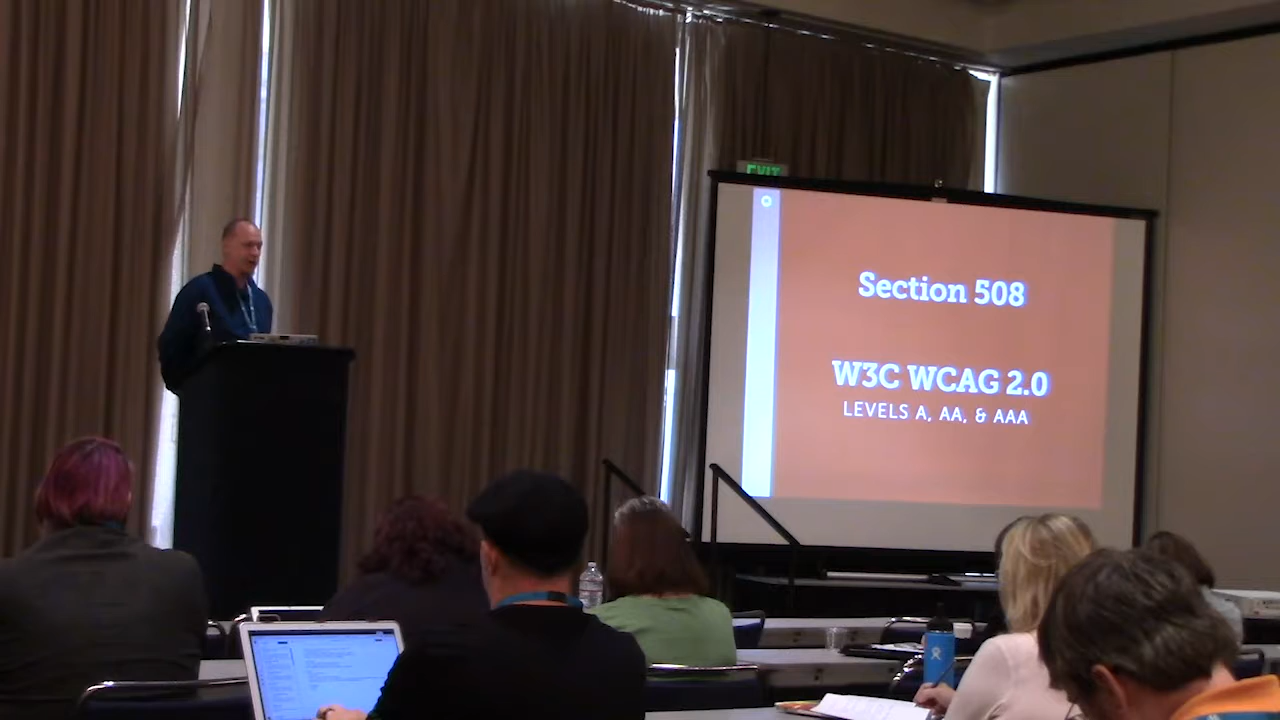 EXIT
Section 508
W3C WCAG 2.0
LEVELS A, AA, & AAA